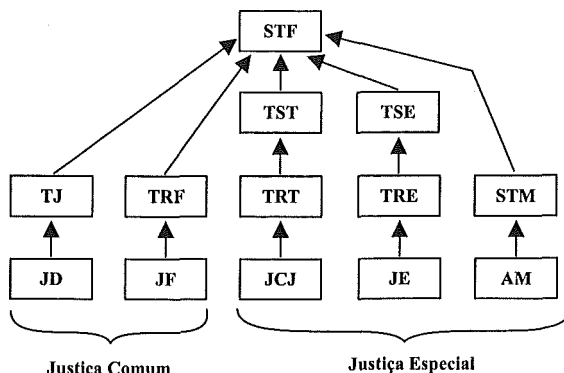 STF
TST TSE
TJ TRF TRT TRE STM
JD JF JCJ JE AM
Justiça Comum Justiça Especial